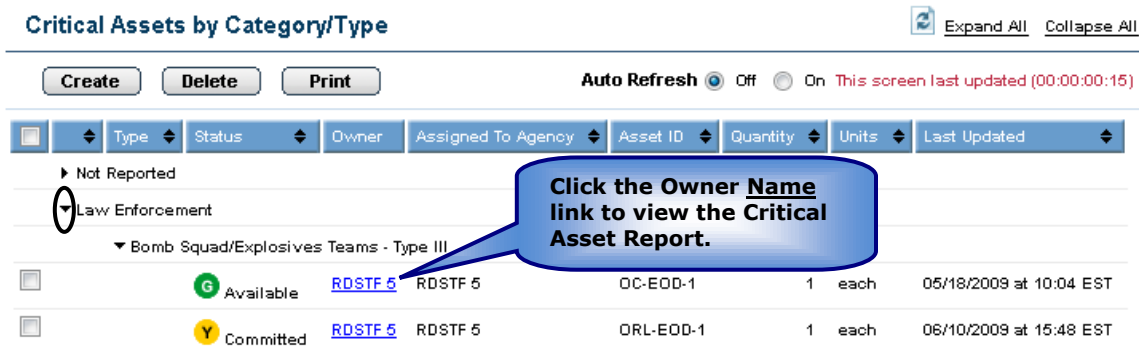 Critical Assets by Category/Type Expand All Collapse All
Create Delete Print Auto Refresh Off On This screen last updated (00:00:00:15)
Type Status Owner Assigned To Agency Asset ID Quantity Units Last Updated
Not Reported
Law Enforcement
Bomb Squad/Explosives Teams - Type III
Click the Owner Name
link to view the Critical
Asset Report.
G Available RDSTF 5 RDSTF 5 OC-EOD-1 1 each 05/18/2009 at 10:04 EST
Y Committed RDSTF 5 RDSTF 5 ORL-EOD-1 1 each 06/10/2009 at 15:48 EST